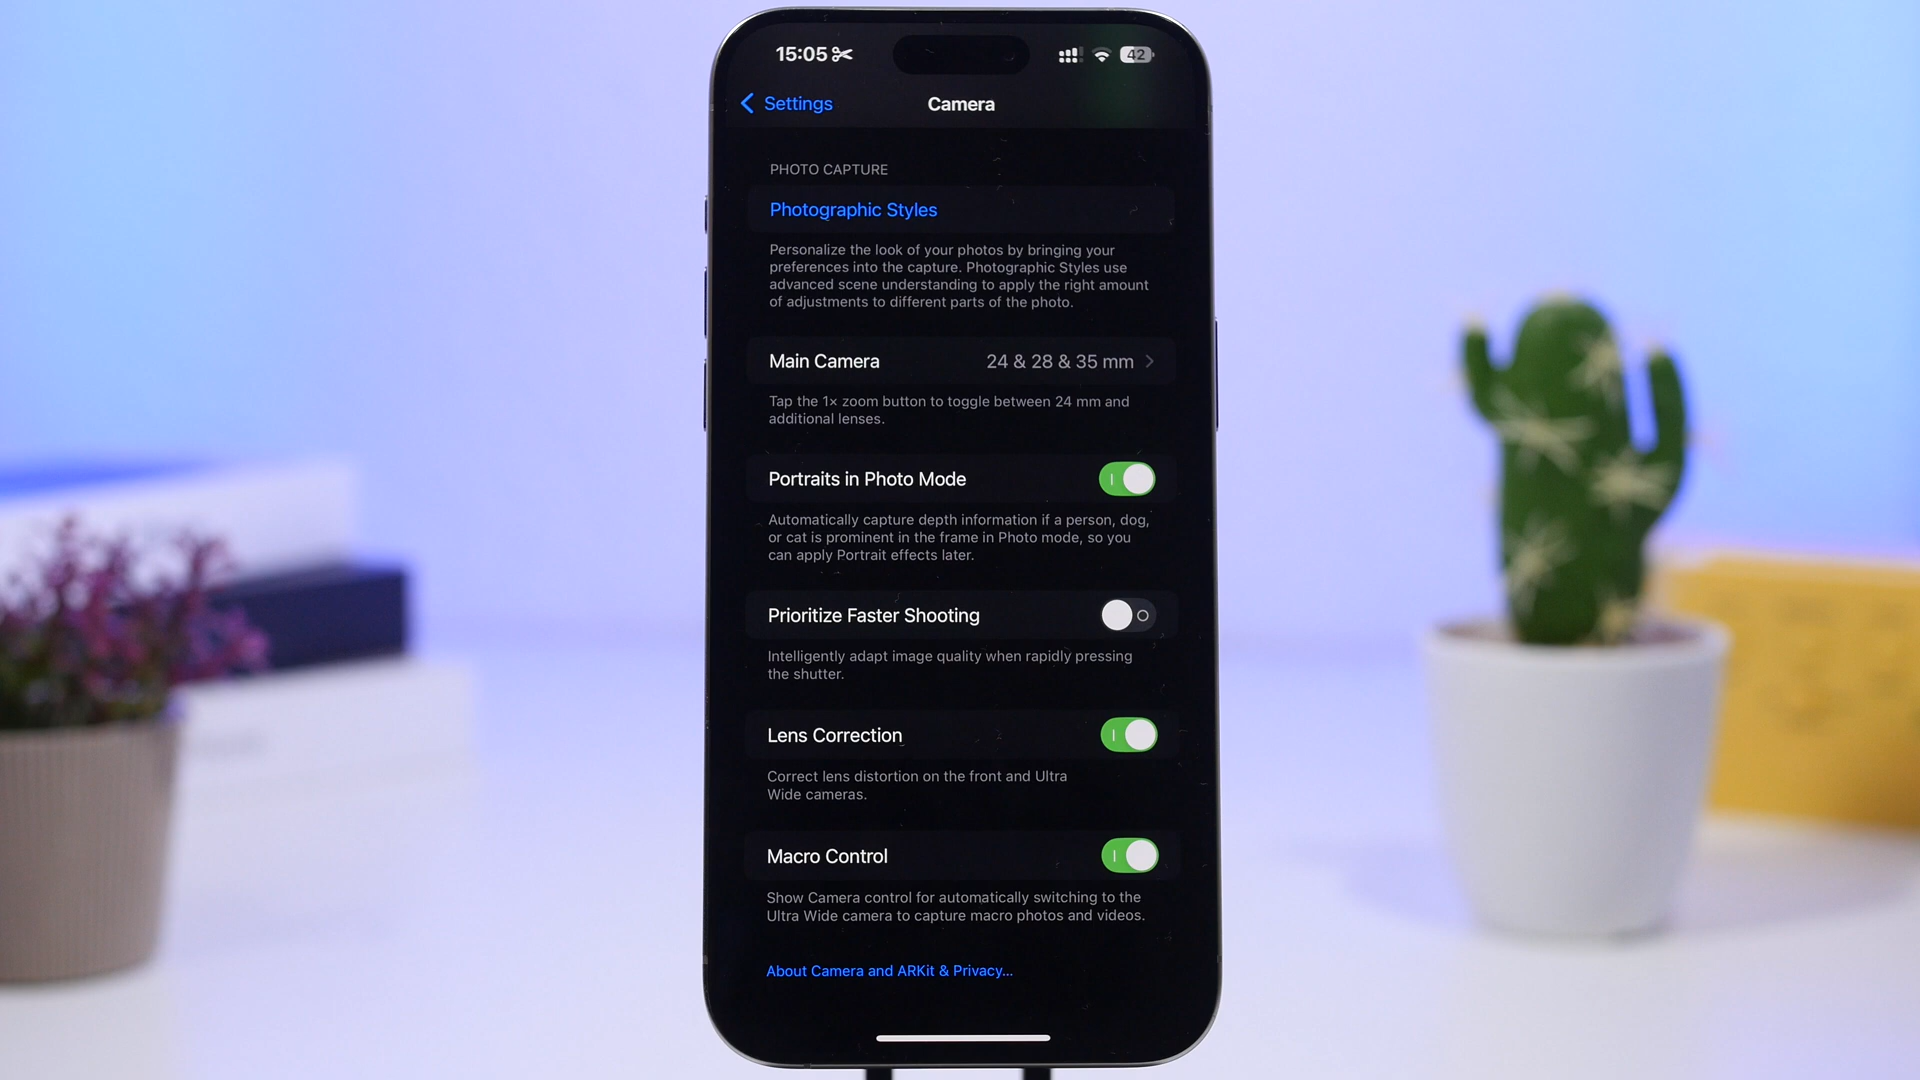 15:05
42
Settings
Camera
PHOTO CAPTURE
Photographic Styles
Personalize the look of your photos by bringing your
preferences into the capture. Photographic Styles use
advanced scene understanding to apply the right amount
of adjustments to different parts of the photo.
Main Camera
24 & 28 & 35 mm
Tap the 1× zoom button to toggle between 24 mm and
additional lenses.
Portraits in Photo Mode
Automatically capture depth information if a person, dog,
or cat is prominent in the frame in Photo mode, so you
can apply Portrait effects later.
Prioritize Faster Shooting
Intelligently adapt image quality when rapidly pressing
the shutter.
Lens Correction
Correct lens distortion on the front and Ultra
Wide cameras.
Macro Control
Show Camera control for automatically switching to the
Ultra Wide camera to capture macro photos and videos.
About Camera and ARKit & Privacy...